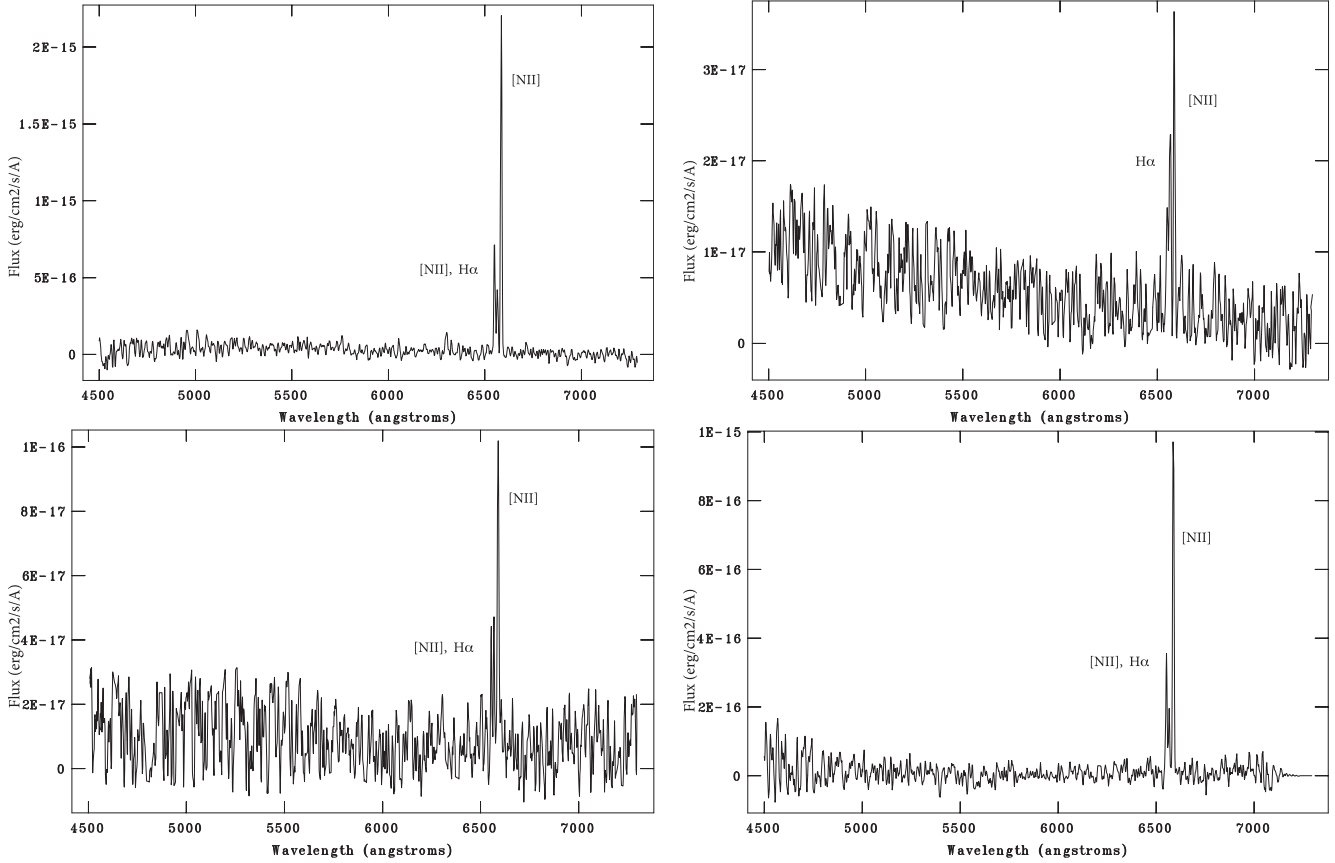 2E-15
[NII]
1.5E-15
1E-15
[NII], Hα
5E-16
0
Flux (erg/cm2/s/A)
4500 5000 5500 6000 6500 7000
Wavelength (angstroms)
3E-17
[NII]
Hα
2E-17
1E-17
0
Flux (erg/cm2/s/A)
4500 5000 5500 6000 6500 7000
Wavelength (angstroms)
1E-16
[NII]
8E-17
6E-17
4E-17
[NII], Hα
2E-17
0
Flux (erg/cm2/s/A)
4500 5000 5500 6000 6500 7000
Wavelength (angstroms)
1E-15
8E-16
[NII]
6E-16
4E-16
[NII], Hα
2E-16
0
Flux (erg/cm2/s/A)
4500 5000 5500 6000 6500 7000
Wavelength (angstroms)